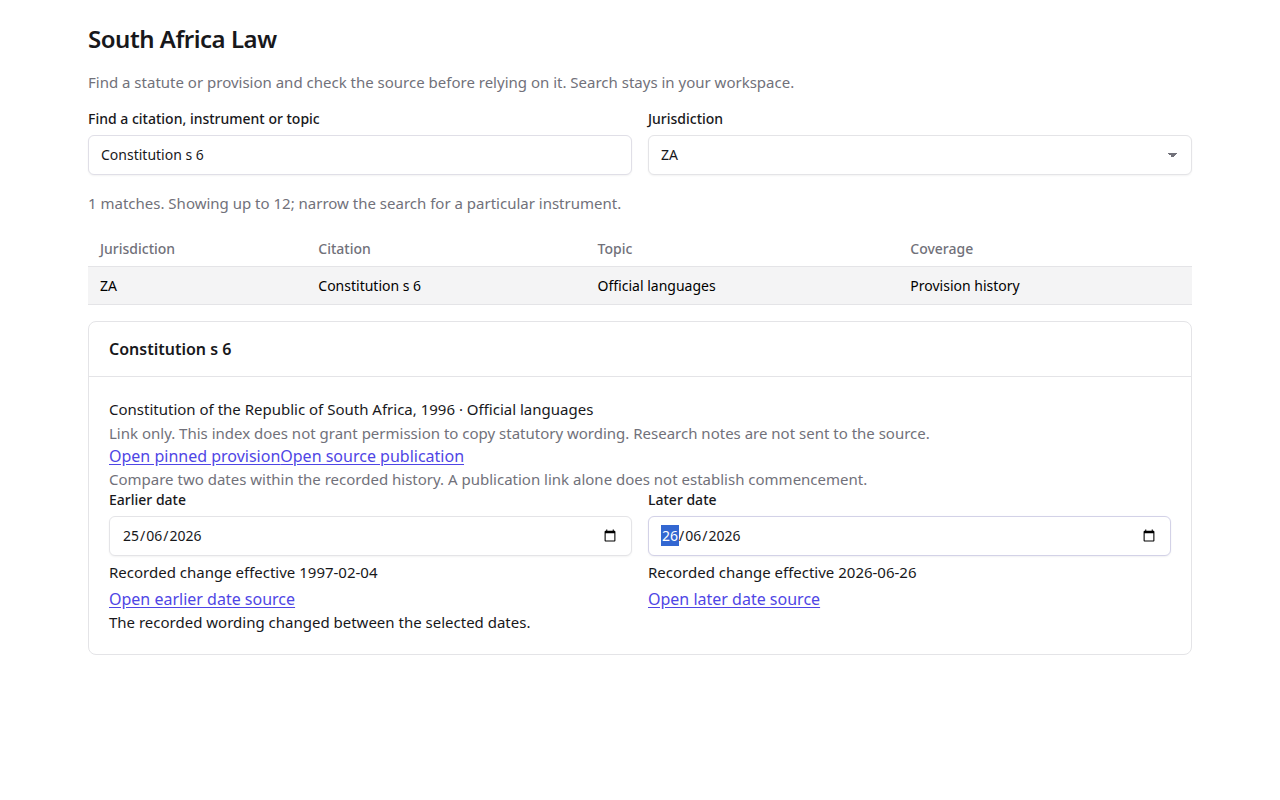 South Africa Law
Find a statute or provision and check the source before relying on it. Search stays in your workspace.
Find a citation, instrument or topic
Jurisdiction
Constitution s 6
ZA
1 matches. Showing up to 12; narrow the search for a particular instrument.
Jurisdiction Citation Topic Coverage
ZA Constitution s 6 Official languages Provision history
Constitution s 6
Constitution of the Republic of South Africa, 1996 · Official languages
Link only. This index does not grant permission to copy statutory wording. Research notes are not sent to the source.
Open pinned provisionOpen source publication
Compare two dates within the recorded history. A publication link alone does not establish commencement.
Earlier date
Later date
25/06/2026
26/06/2026
Recorded change effective 1997-02-04
Recorded change effective 2026-06-26
Open earlier date source
Open later date source
The recorded wording changed between the selected dates.